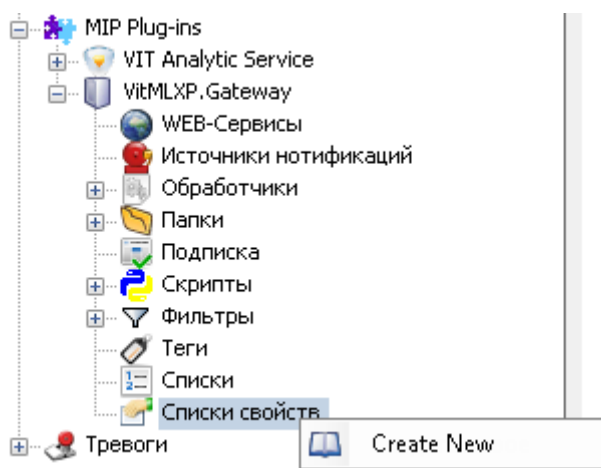 MIP Plug-ins
VIT Analytic Service
VitMLXP.Gateway
WEB-Сервисы
Источники нотификаций
Обработчики
Папки
Подписка
Скрипты
Фильтры
Теги
Списки
Списки свойств
Create New
Тревоги